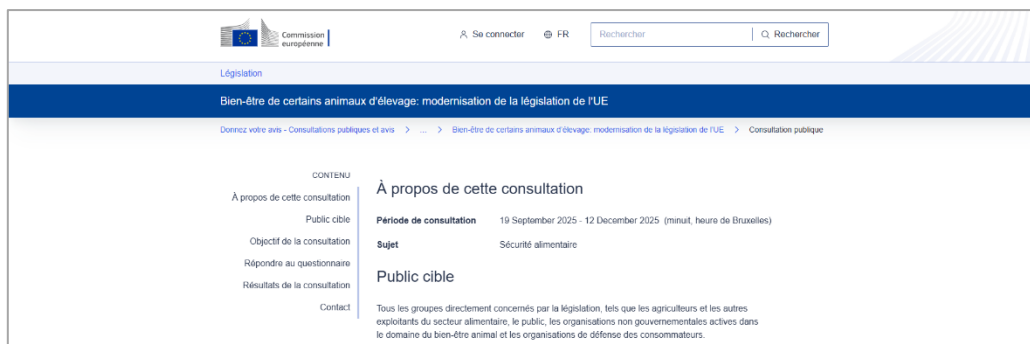 Commission
européenne
Se connecter
FR
Rechercher
Rechercher
Législation
Bien-être de certains animaux d'élevage: modernisation de la législation de l'UE
Donnez votre avis - Consultations publiques et avis > ... > Bien-être de certains animaux d'élevage: modernisation de la législation de l'UE > Consultation publique
CONTENU
À propos de cette consultation
Public cible
Objectif de la consultation
Répondre au questionnaire
Résultats de la consultation
Contact
À propos de cette consultation
Période de consultation 19 September 2025 - 12 December 2025 (minuit, heure de Bruxelles)
Sujet Sécurité alimentaire
Public cible
Tous les groupes directement concernés par la législation, tels que les agriculteurs et les autres
exploitants du secteur alimentaire, le public, les organisations non gouvernementales actives dans
le domaine du bien-être animal et les organisations de défense des consommateurs.